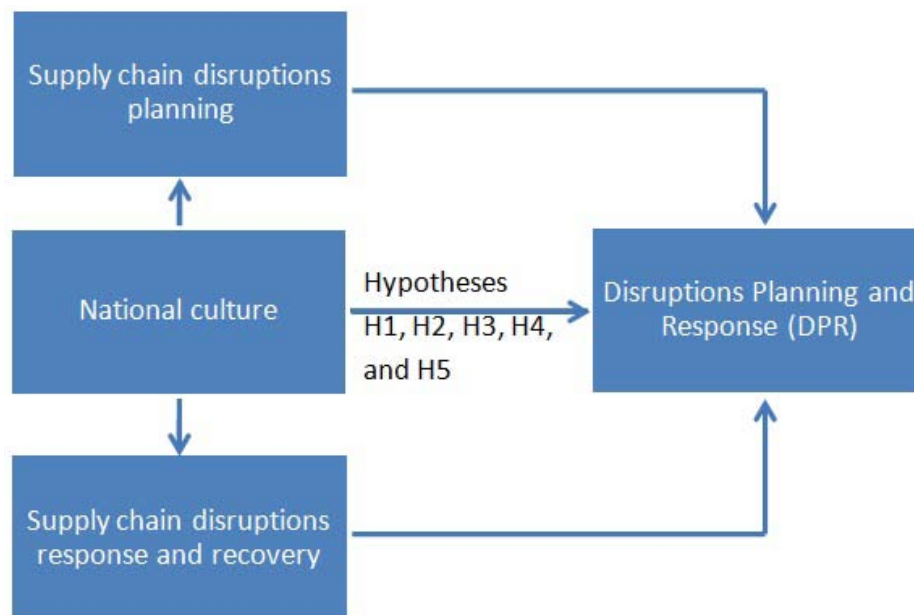 Supply chain disruptions
planning
National culture
Hypotheses
H1, H2, H3, H4,
and H5
Disruptions Planning and
Response (DPR)
Supply chain disruptions
response and recovery